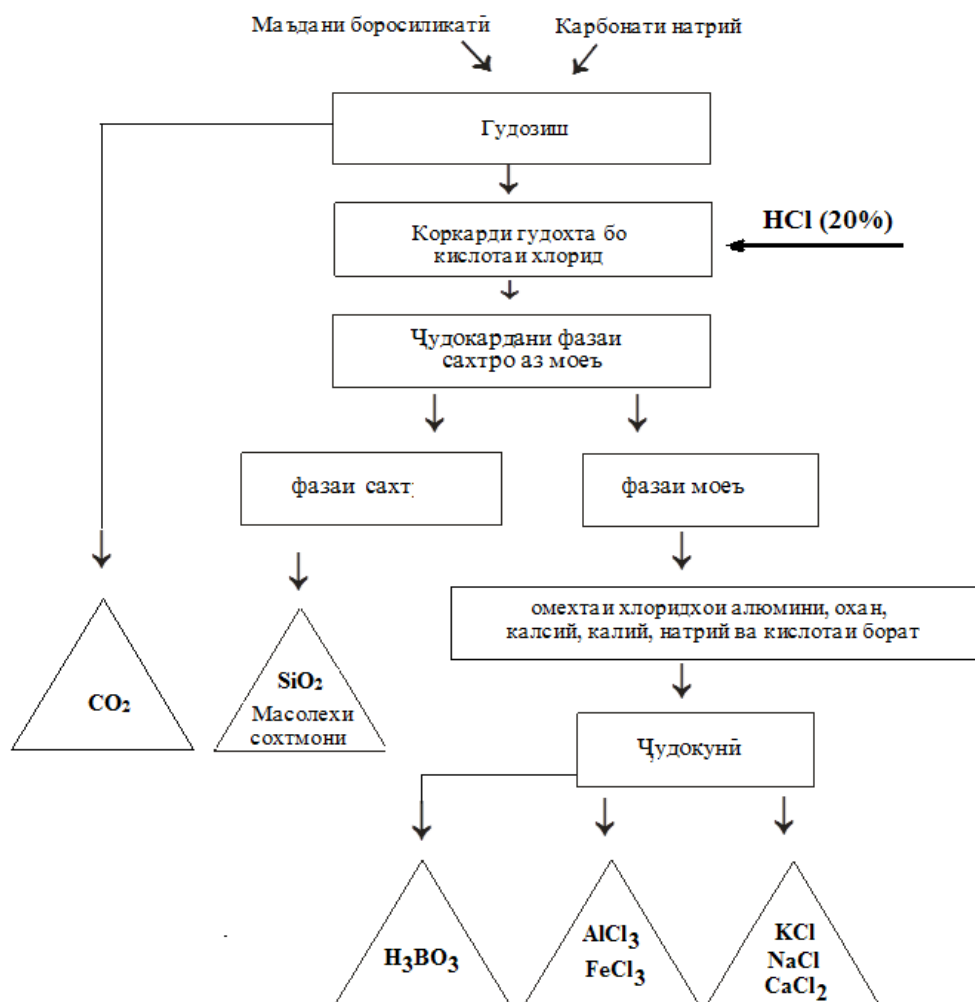 Маъдани боросиликатӣ
Карбонати натрий
Гудозиш
Коркарди гудохта бо
кислотаи хлорид
HCl (20%)
Ҷудокардани фазаи
сахтро аз моеъ
фазаи сахт
фазаи моеъ
омехтаи хлоридхои алюмини, охан,
калсий, калий, натрий ва кислотаи борат
CO₂
SiO₂
Масолехи
сохтмони
Ҷудокунӣ
H₃BO₃
AlCl₃
FeCl₃
KCl
NaCl
CaCl₂